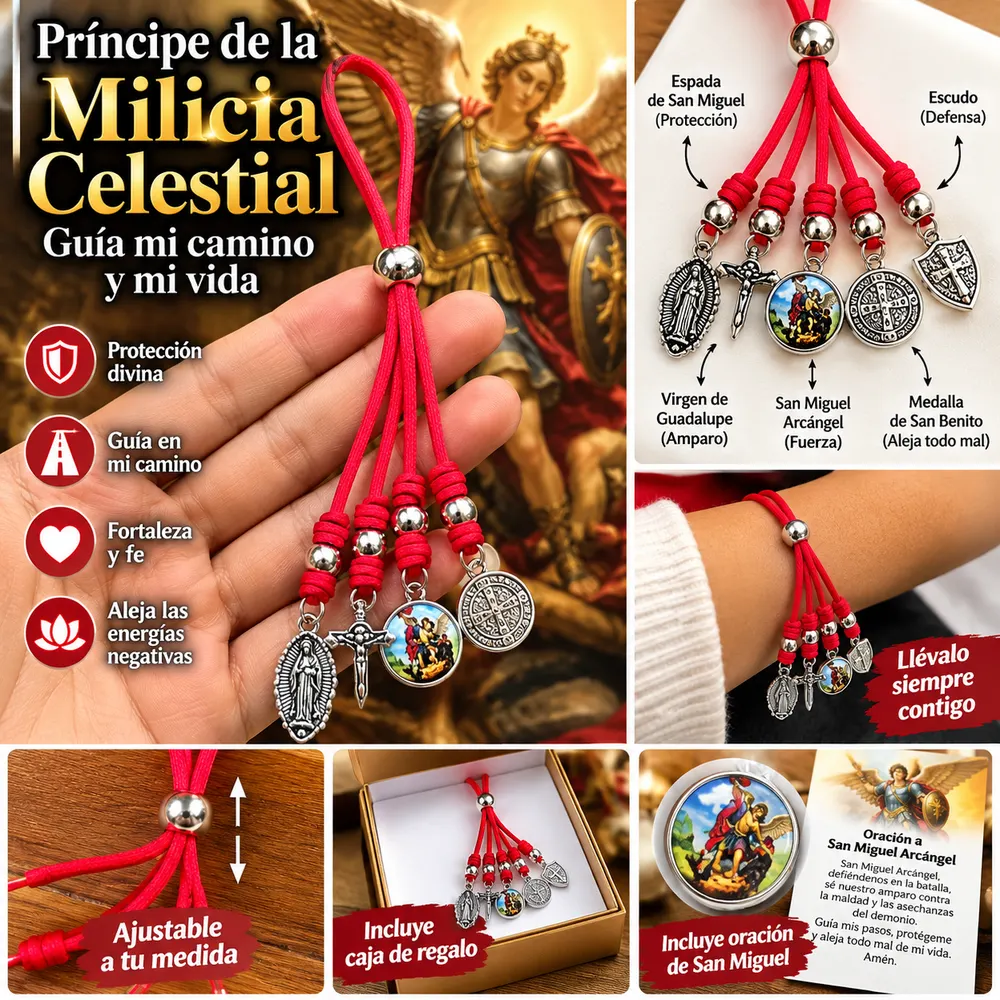 Príncipe de la
Milicia
Celestial
Guía mi camino
y mi vida
Protección
divina
Guía en
mi camino
Fortaleza
y fe
Aleja las
energías
negativas
Espada
de San Miguel
(Protección)
Escudo
(Defensa)
Virgen de
Guadalupe
(Amparo)
San Miguel
Arcángel
(Fuerza)
Medalla
de San Benito
(Aleja todo mal)
Llévalo
siempre
contigo
Ajustable
a tu medida
Incluye
caja de regalo
Incluye oración
de San Miguel
Oración a
San Miguel Arcángel
San Miguel Arcángel,
defiéndenos en la batalla,
sé nuestro amparo contra
la maldad y las asechanzas
del demonio.
Guía mis pasos, protégeme
y aleja todo mal de mi vida.
Amén.